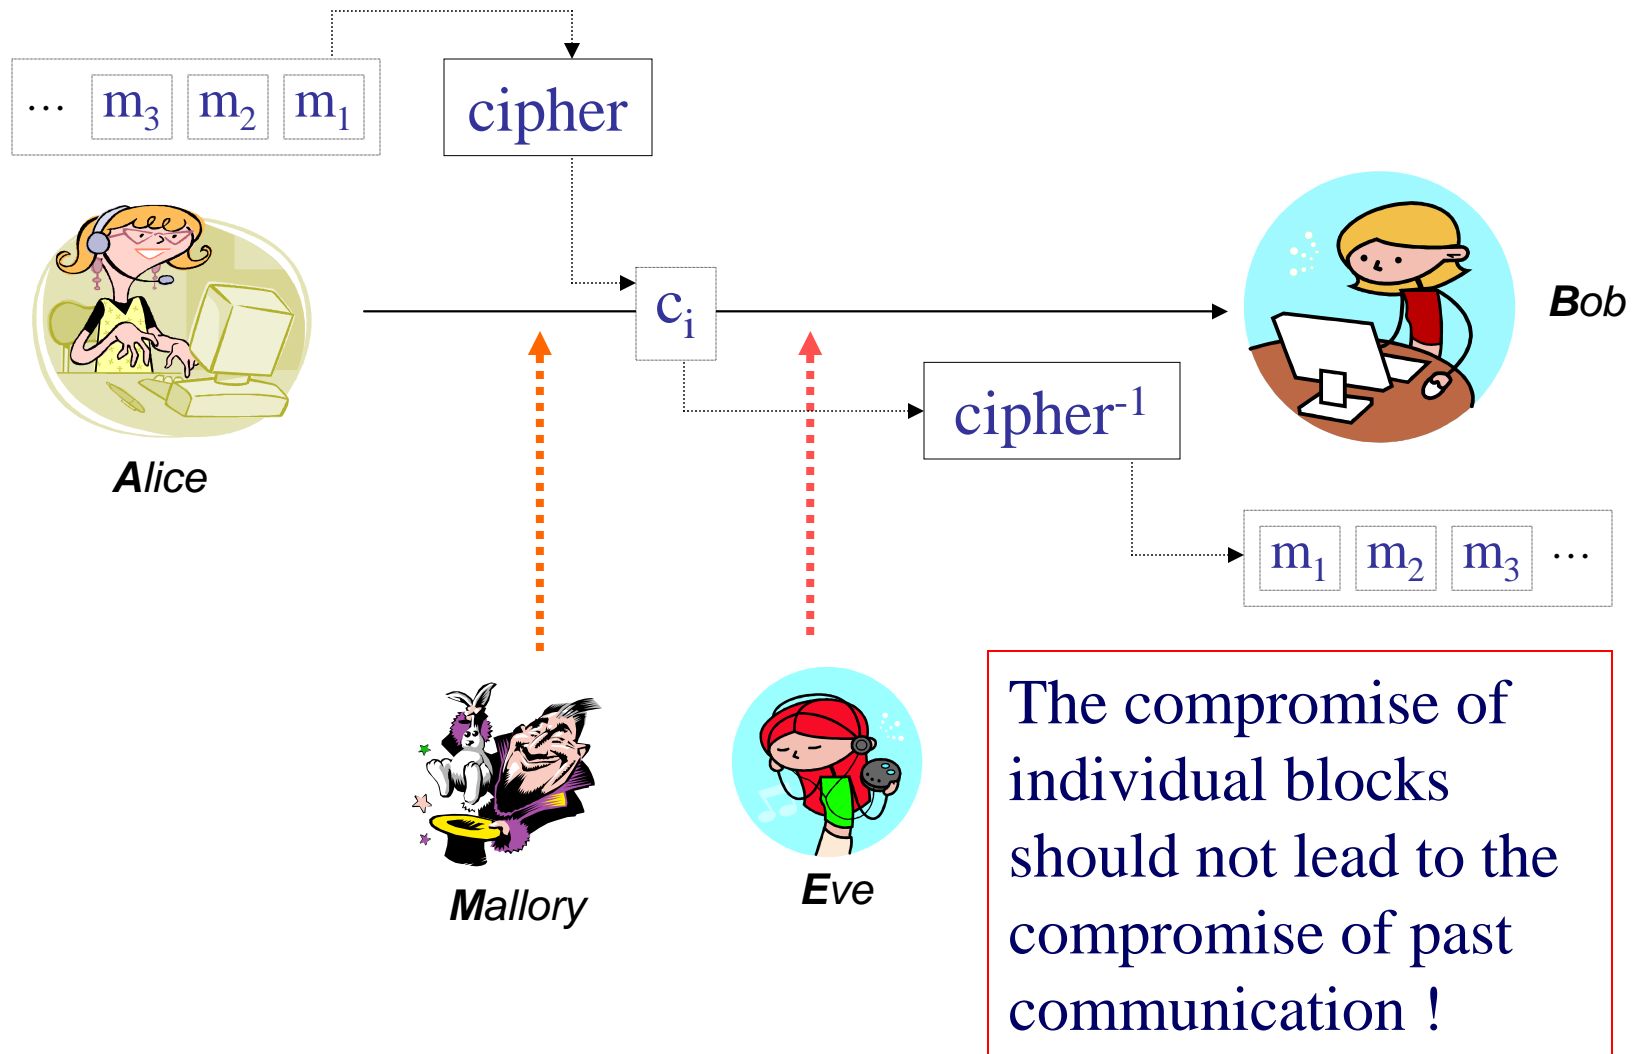 … m₃ m₂ m₁
cipher
cᵢ
Bob
cipher⁻¹
Alice
m₁ m₂ m₃ …
Mallory
Eve
The compromise of
individual blocks
should not lead to the
compromise of past
communication !